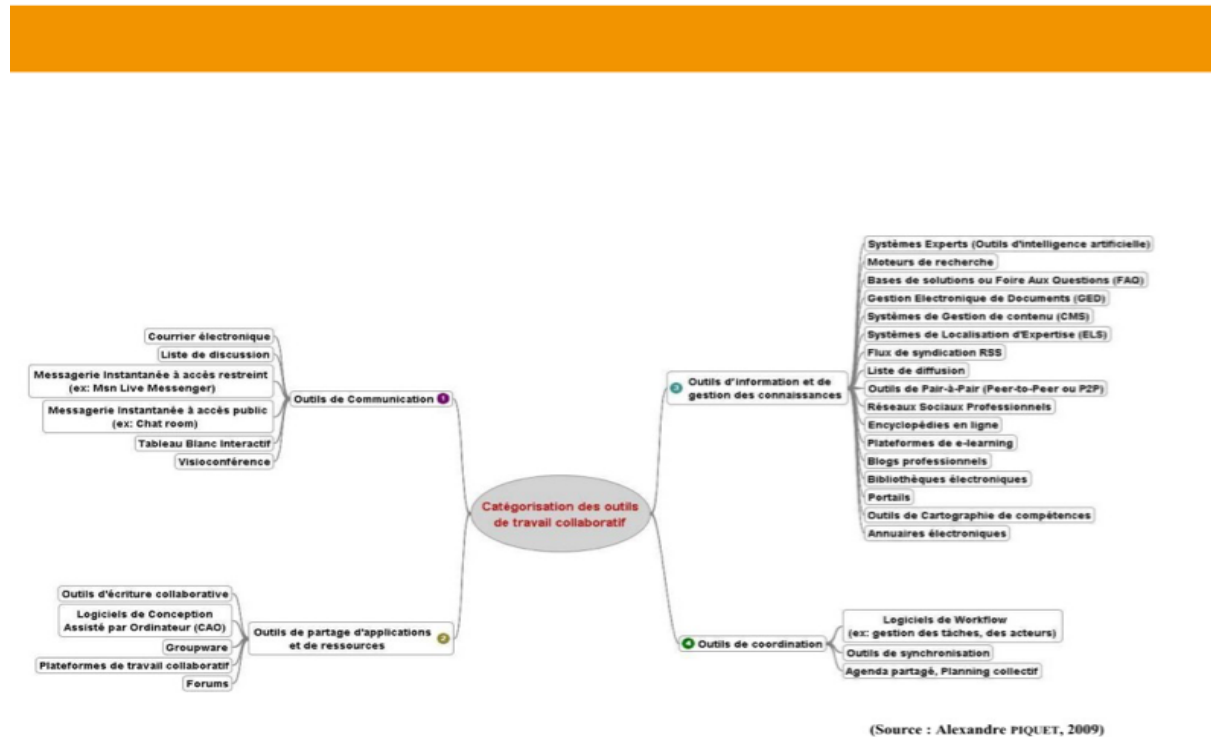 Catégorisation des outils
de travail collaboratif
Outils de Communication 1
Courrier électronique
Liste de discussion
Messagerie Instantanée à accès restreint
(ex: Msn Live Messenger)
Messagerie Instantanée à accès public
(ex: Chat room)
Tableau Blanc Interactif
Visioconférence
Outils de partage d'applications
et de ressources
2
Outils d'écriture collaborative
Logiciels de Conception
Assisté par Ordinateur (CAO)
Groupware
Plateformes de travail collaboratif
Forums
3
Outils d'information et de
gestion des connaissances
Systèmes Experts (Outils d'intelligence artificielle)
Moteurs de recherche
Bases de solutions ou Foire Aux Questions (FAQ)
Gestion Electronique de Documents (GED)
Systèmes de Gestion de contenu (CMS)
Systèmes de Localisation d'Expertise (ELS)
Flux de syndication RSS
Liste de diffusion
Outils de Pair-à-Pair (Peer-to-Peer ou P2P)
Réseaux Sociaux Professionnels
Encyclopédies en ligne
Plateformes de e-learning
Blogs professionnels
Bibliothèques électroniques
Portails
Outils de Cartographie de compétences
Annuaires électroniques
4 Outils de coordination
Logiciels de Workflow
(ex: gestion des tâches, des acteurs)
Outils de synchronisation
Agenda partagé, Planning collectif
(Source : Alexandre PIQUET, 2009)